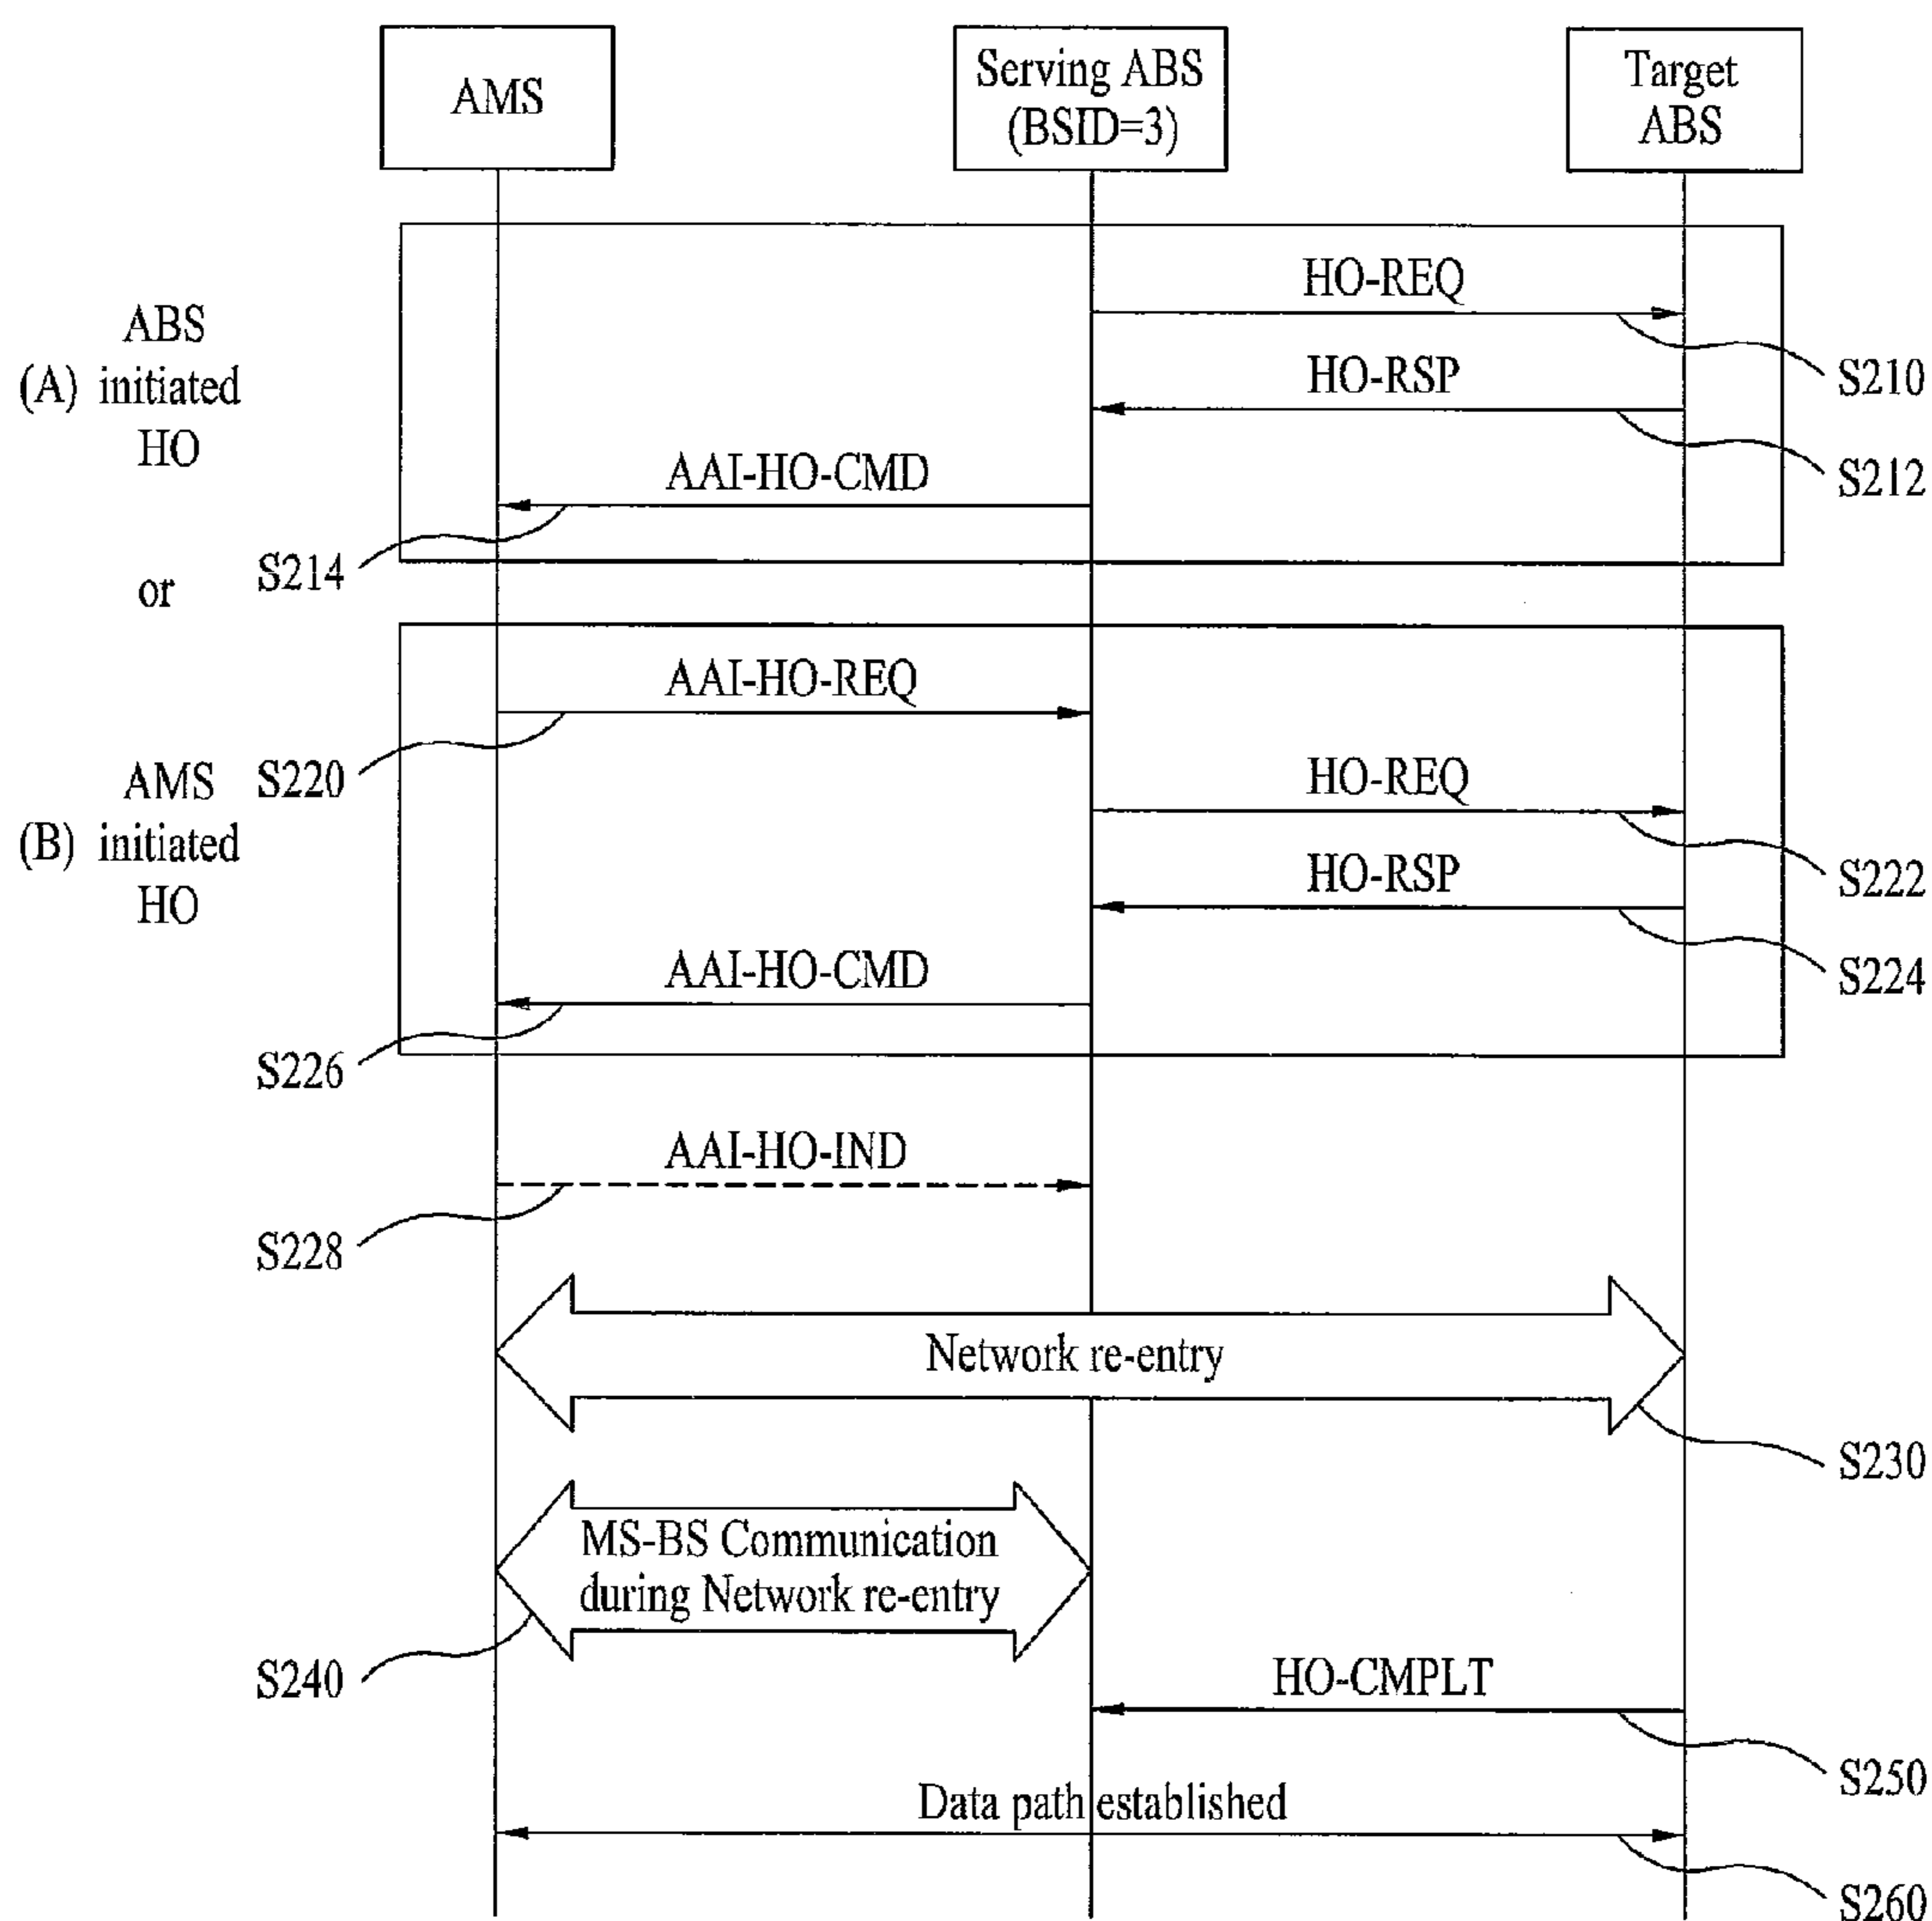 AMS
Serving ABS
(BSID=3)
Target
ABS
ABS
(A) initiated
HO
HO-REQ
S210
HO-RSP
S212
AAI-HO-CMD
S214
or
AMS
(B) initiated
HO
AAI-HO-REQ
S220
HO-REQ
S222
HO-RSP
S224
AAI-HO-CMD
S226
AAI-HO-IND
S228
Network re-entry
S230
MS-BS Communication
during Network re-entry
S240
HO-CMPLT
S250
Data path established
S260